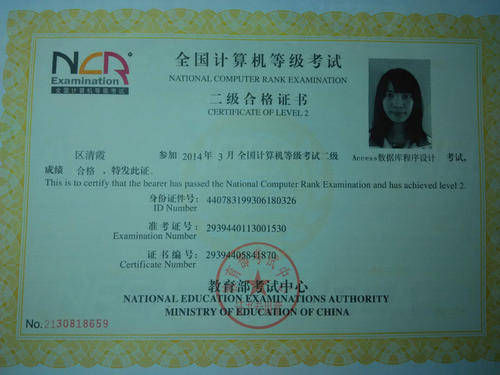 NCR
Examination
全国计算机等级考试
全国计算机等级考试
NATIONAL COMPUTER RANK EXAMINATION
二级合格证书
CERTIFICATE OF LEVEL 2
区清霞 参加 2014 年 3 月全国计算机等级考试二级 Access数据库程序设计 考试,
成绩 合格 ,特发此证。
This is to certify that the bearer has passed the National Computer Rank Examination and has achieved level 2.
身份证件号: 440783199306180326
ID Number
准考证号: 2939440113001530
Examination Number
证书编号: 29394405841870
Certificate Number
教育部考试中心
NATIONAL EDUCATION EXAMINATIONS AUTHORITY
MINISTRY OF EDUCATION OF CHINA
No.2130818659